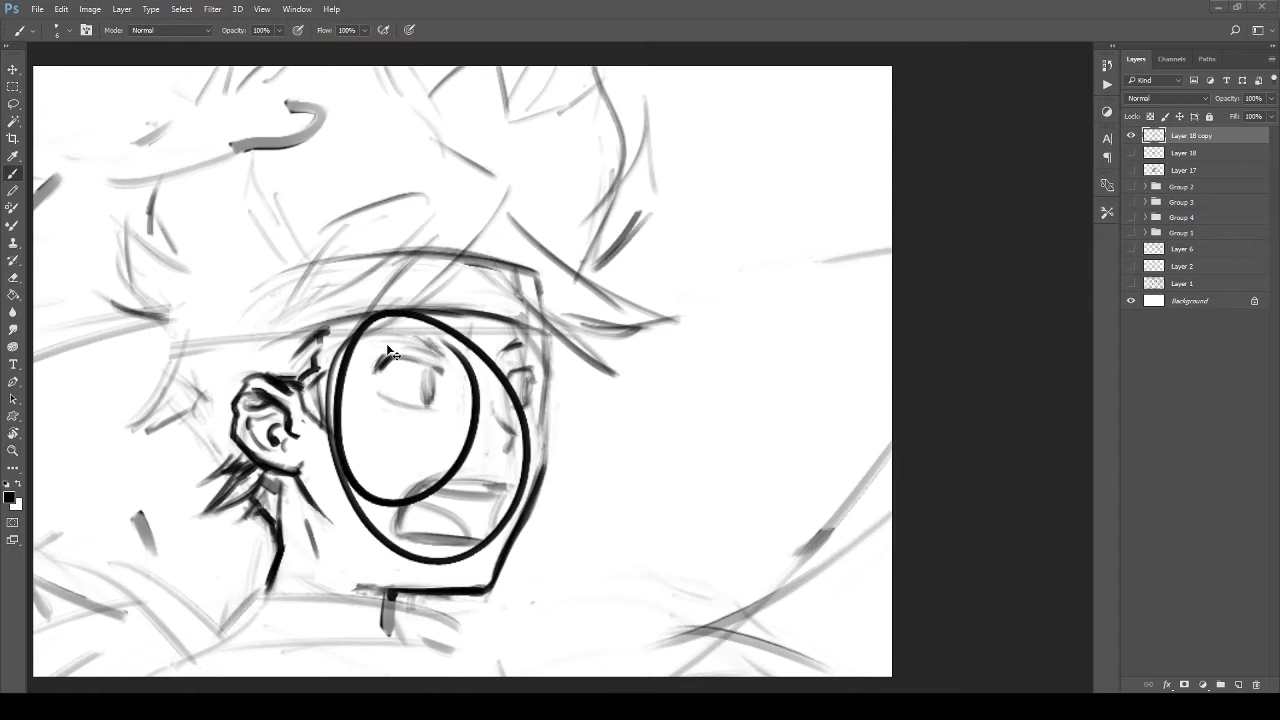 Ps File Edit Image Layer Type Select Filter 3D View Window Help
6 Mode: Normal Opacity: 100% Flow: 100%
Layers Channels Paths
Kind
Normal Opacity: 100%
Lock: Fill: 100%
Layer 18 copy
Layer 18
Layer 17
Group 2
Group 3
Group 4
Group 1
Layer 6
Layer 2
Layer 1
Background